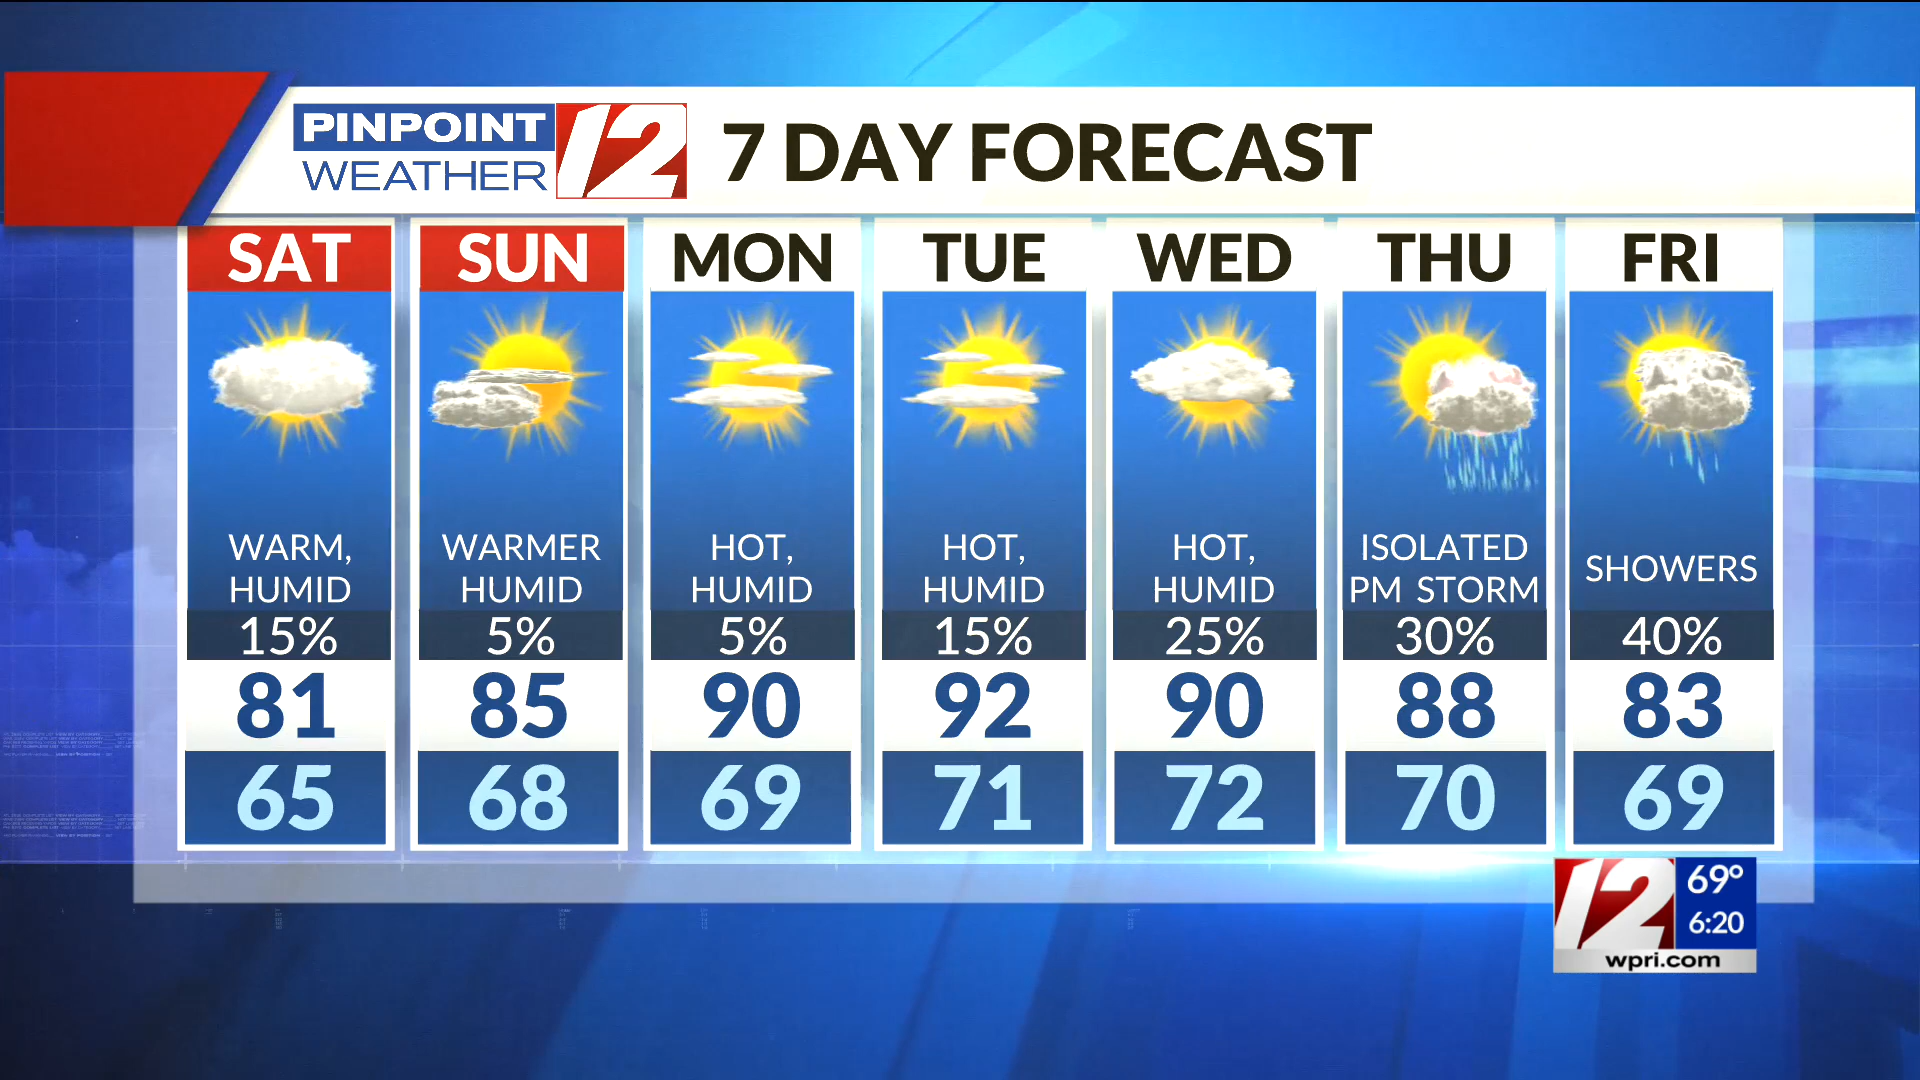 PINPOINT
WEATHER
12
7 DAY FORECAST
SAT SUN MON TUE WED THU FRI
WARM,
HUMID
WARMER
HUMID
HOT,
HUMID
HOT,
HUMID
HOT,
HUMID
ISOLATED
PM STORM
SHOWERS
15% 5% 5% 15% 25% 30% 40%
81 85 90 92 90 88 83
65 68 69 71 72 70 69
12
69°
6:20
wpri.com